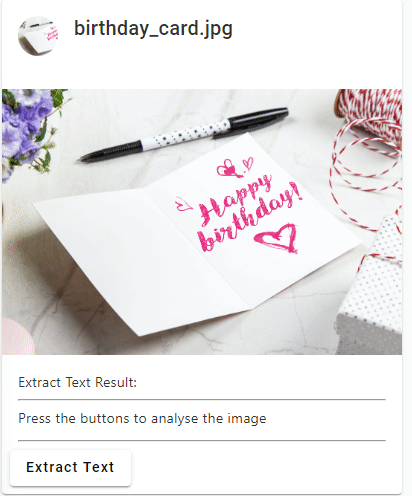 birthday_card.jpg
Happy
birthday!
Extract Text Result:
Press the buttons to analyse the image
Extract Text